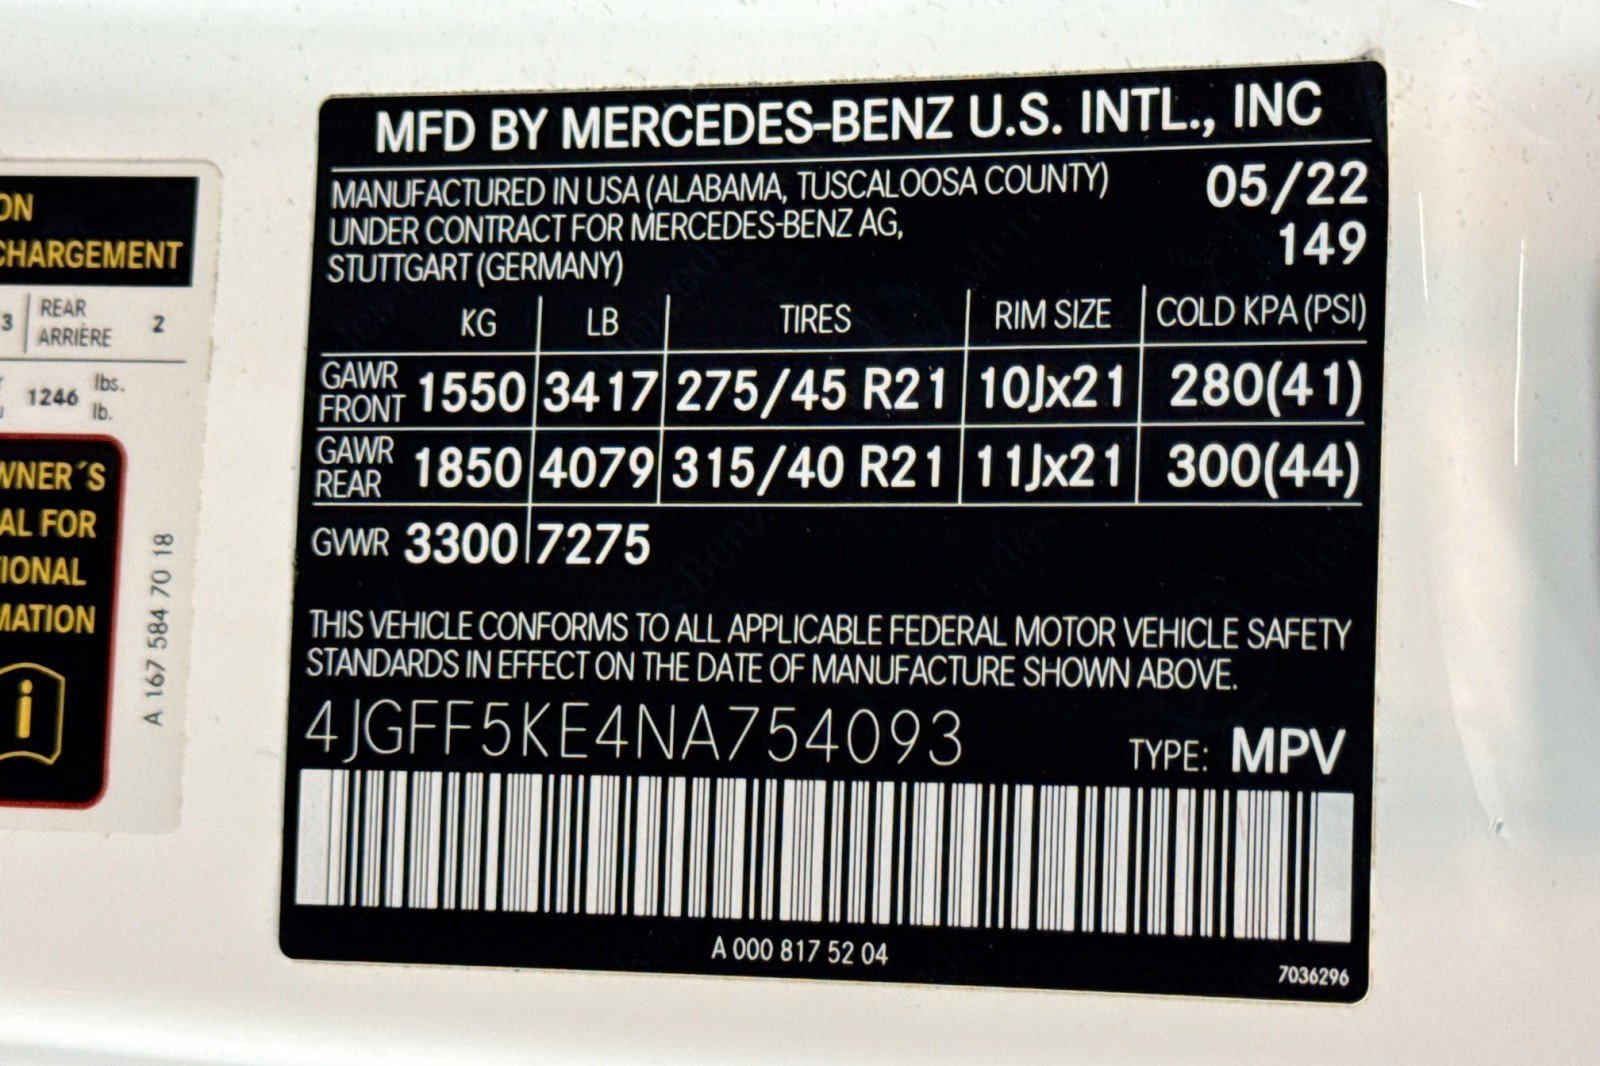 MFD BY MERCEDES-BENZ U.S. INTL., INC
MANUFACTURED IN USA (ALABAMA, TUSCALOOSA COUNTY) 05/22
UNDER CONTRACT FOR MERCEDES-BENZ AG, 149
STUTTGART (GERMANY)
KG LB TIRES RIM SIZE COLD KPA (PSI)
GAWR FRONT 1550 3417 275/45 R21 10Jx21 280(41)
GAWR REAR 1850 4079 315/40 R21 11Jx21 300(44)
GVWR 3300 7275
THIS VEHICLE CONFORMS TO ALL APPLICABLE FEDERAL MOTOR VEHICLE SAFETY
STANDARDS IN EFFECT ON THE DATE OF MANUFACTURE SHOWN ABOVE.
4JGFF5KE4NA754093 TYPE: MPV
A 000 817 52 04
7036296
CHARGEMENT
3 REAR ARRIÈRE 2
1246 lbs. lb.
FOR
A 167 584 70 18